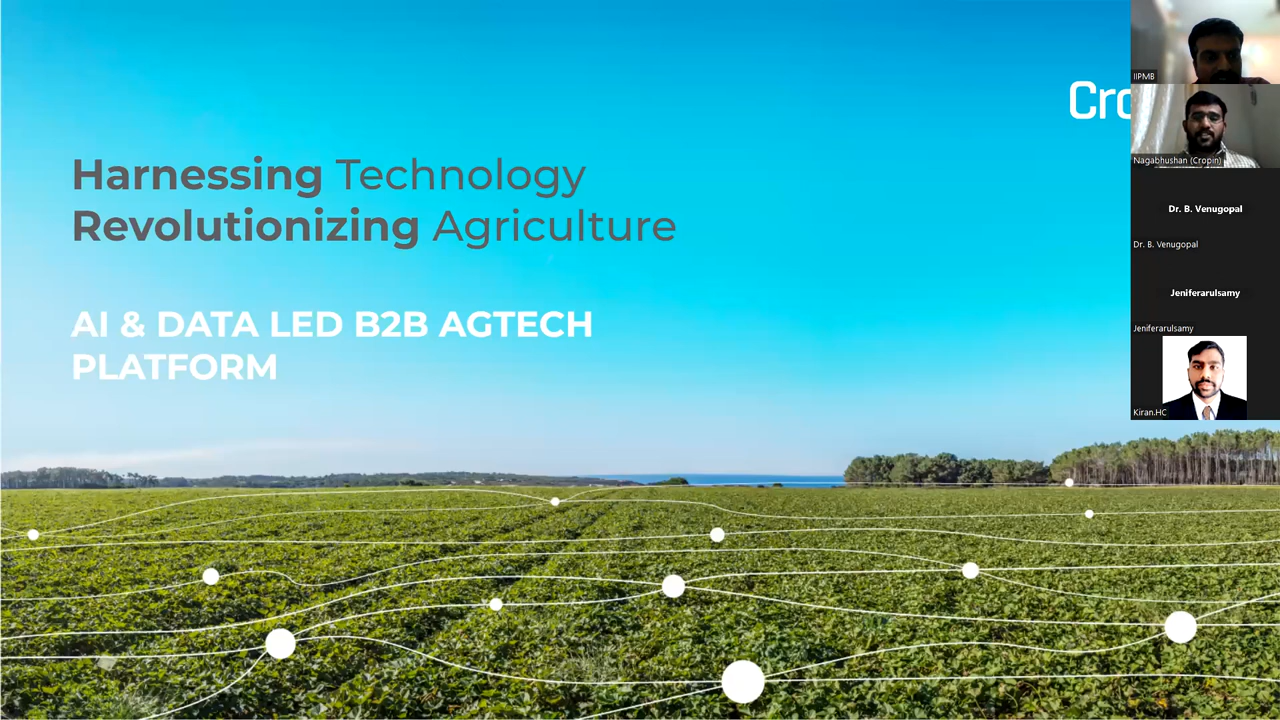 Harnessing Technology
Revolutionizing Agriculture
AI & DATA LED B2B AGTECH
PLATFORM
IIPMB
Nagabhushan (Cropin)
Dr. B. Venugopal
Dr. B. Venugopal
Jeniferarulsamy
Jeniferarulsamy
Kiran.HC